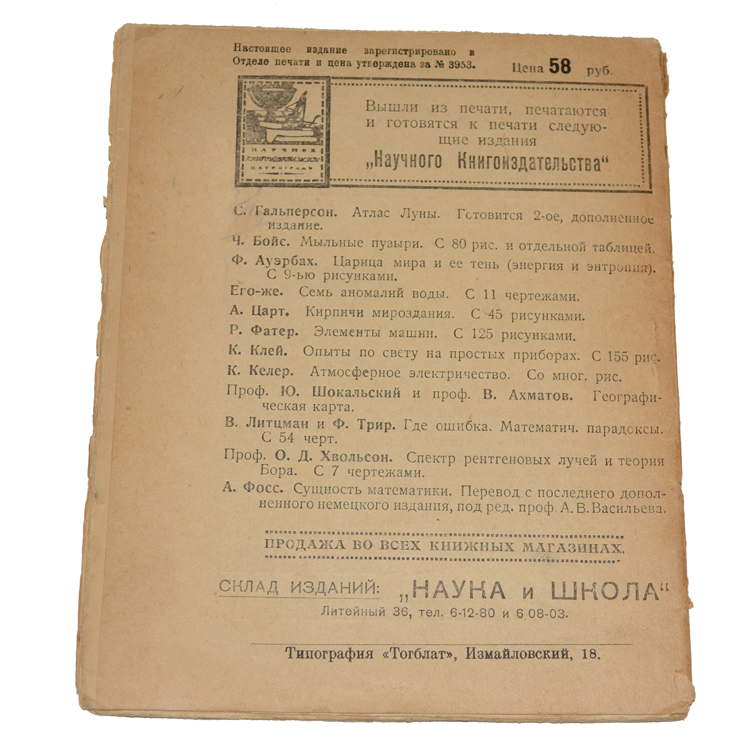 Настоящее издание зарегистрировано в
Отделе печати и цена утверждена за № 3953.
Цена 58 руб.
НАУЧНОЕ
КНИГОИЗДАТЕЛЬСТВО
ПЕТРОГРАДЪ
Вышли из печати, печатаются
и готовятся к печати следую-
щие издания
„Научного Книгоиздательства“
С. Гальперсон. Атлас Луны. Готовится 2-ое, дополненное
издание.
Ч. Бойс. Мыльные пузыри. С 80 рис. и отдельной таблицей.
Ф. Ауэрбах. Царица мира и ее тень (энергия и энтропия).
С 9-ью рисунками.
Его-же. Семь аномалий воды. С 11 чертежами.
А. Царт. Кирпичи мироздания. С 45 рисунками.
Р. Фатер. Элементы машин. С 125 рисунками.
К. Клей. Опыты по свету на простых приборах. С 155 рис.
К. Келер. Атмосферное электричество. Со мног. рис.
Проф. Ю. Шокальский и проф. В. Ахматов. Географи-
ческая карта.
В. Литцман и Ф. Трир. Где ошибка. Математич. парадоксы.
С 54 черт.
Проф. О. Д. Хвольсон. Спектр рентгеновых лучей и теория
Бора. С 7 чертежами.
А. Фосс. Сущность математики. Перевод с последнего допол-
ненного немецкого издания, под ред. проф. А. В. Васильева.
ПРОДАЖА ВО ВСЕХ КНИЖНЫХ МАГАЗИНАХ.
СКЛАД ИЗДАНИЙ: „НАУКА и ШКОЛА“
Литейный 36, тел. 6-12-80 и 6 08-03.
Типография «Тогблат», Измайловский, 18.